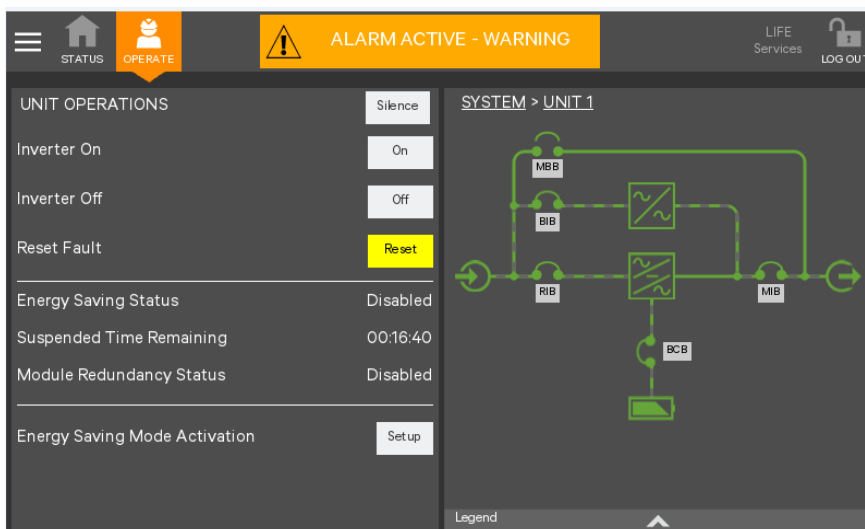 STATUS
OPERATE
ALARM ACTIVE - WARNING
LIFE
Services
LOG OUT
UNIT OPERATIONS
Silence
Inverter On
On
Inverter Off
Off
Reset Fault
Reset
Energy Saving Status
Disabled
Suspended Time Remaining
00:16:40
Module Redundancy Status
Disabled
Energy Saving Mode Activation
Setup
SYSTEM > UNIT 1
MBB
BIB
RIB
MIB
BCB
Legend